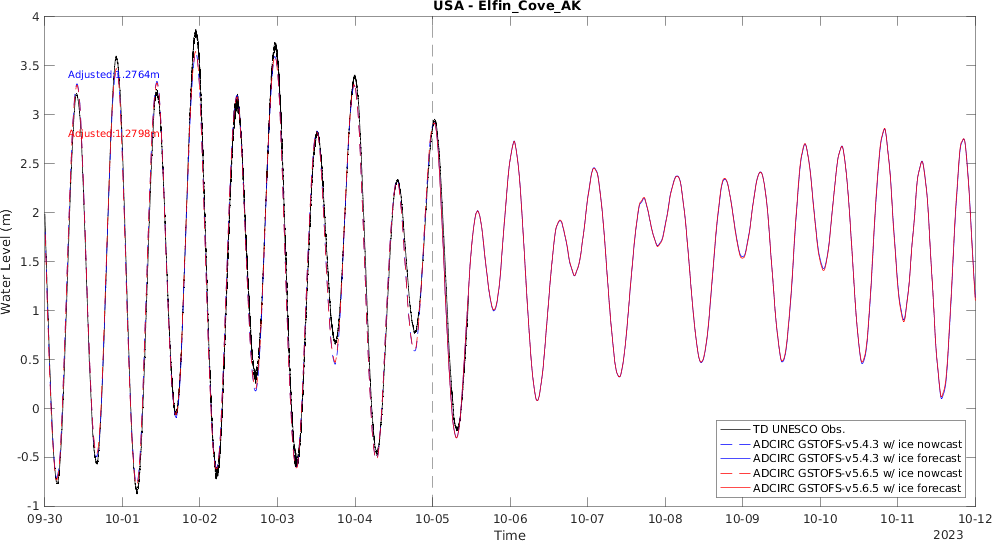 USA - Elfin_Cove_AK
4
3.5
3
2.5
2
1.5
1
0.5
0
-0.5
-1
Water Level (m)
Adjusted:1.2764m
Adjusted:1.2798m
TD UNESCO Obs.
ADCIRC GSTOFS-v5.4.3 w/ ice nowcast
ADCIRC GSTOFS-v5.4.3 w/ ice forecast
ADCIRC GSTOFS-v5.6.5 w/ ice nowcast
ADCIRC GSTOFS-v5.6.5 w/ ice forecast
09-30 10-01 10-02 10-03 10-04 10-05 10-06 10-07 10-08 10-09 10-10 10-11 10-12
Time
2023